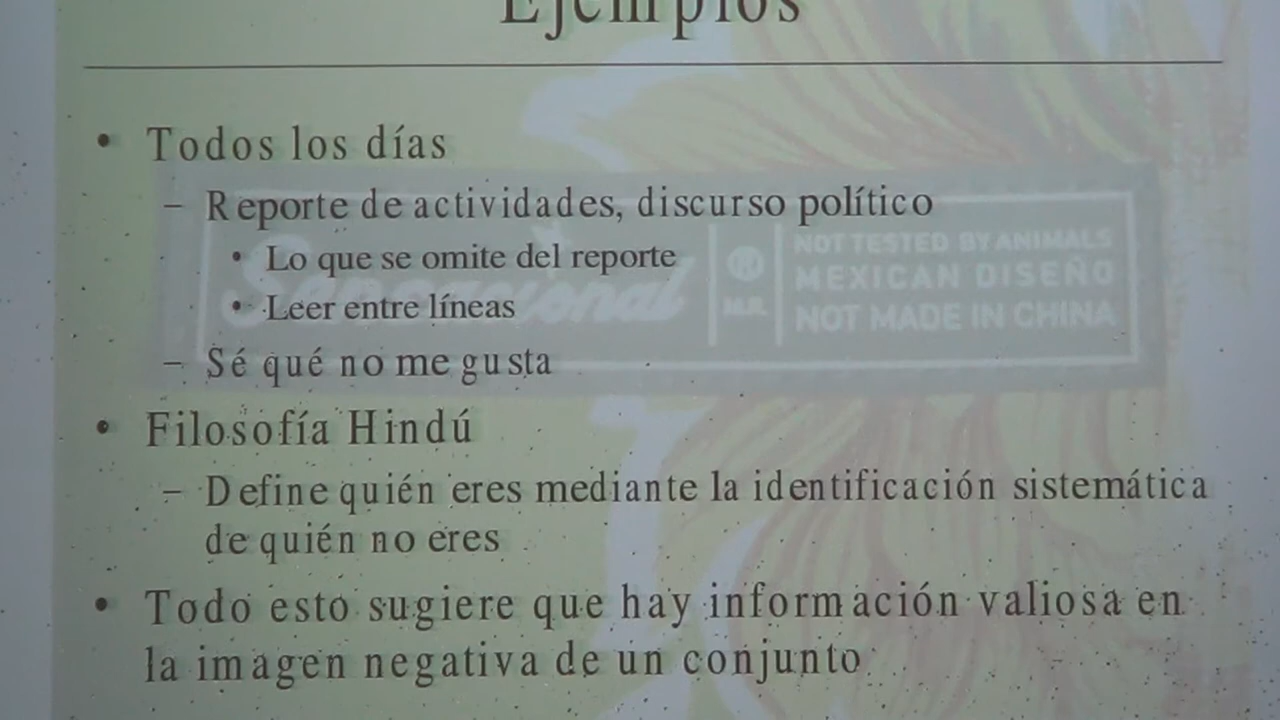 Ejemplos
• Todos los días
– Reporte de actividades, discurso político
• Lo que se omite del reporte
• Leer entre líneas
– Sé qué no me gusta
• Filosofía Hindú
– Define quién eres mediante la identificación sistemática
de quién no eres
• Todo esto sugiere que hay información valiosa en
la imagen negativa de un conjunto
Sensacional
® M.R.
NOT TESTED BY ANIMALS
MEXICAN DISEÑO
NOT MADE IN CHINA